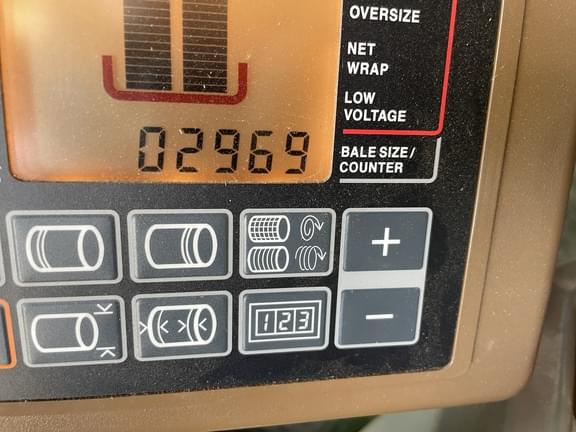 OVERSIZE
NET
WRAP
LOW
VOLTAGE
02969
BALE SIZE /
COUNTER
+
123
−